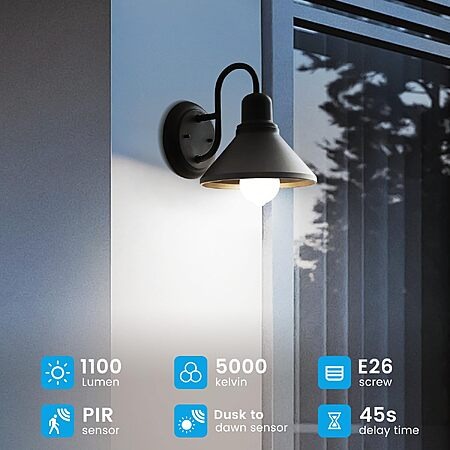 1100
Lumen
5000
kelvin
E26
screw
PIR
sensor
Dusk to
dawn sensor
45s
delay time